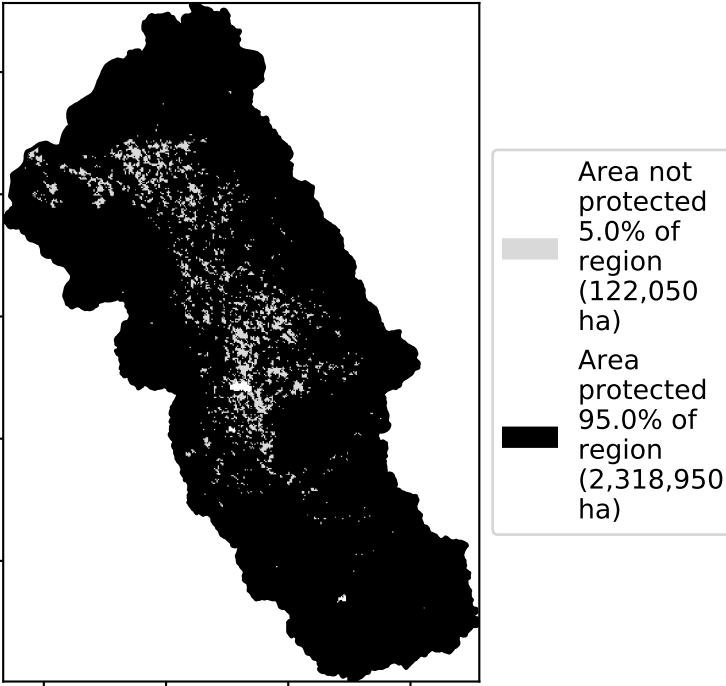 Area not
protected
5.0% of
region
(122,050
ha)
Area
protected
95.0% of
region
(2,318,950
ha)